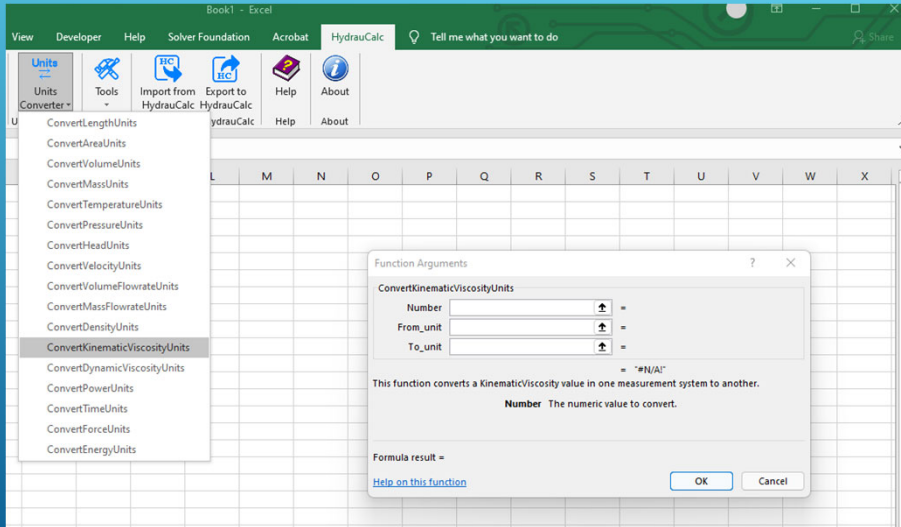 Book1 - Excel
View Developer Help Solver Foundation Acrobat HydrauCalc Tell me what you want to do Share
Units
HC
HC
?
i
Units Converter
Tools
Import from HydrauCalc
Export to HydrauCalc
Help
About
U
ydrauCalc
Help
About
ConvertLengthUnits
ConvertAreaUnits
ConvertVolumeUnits
ConvertMassUnits
ConvertTemperatureUnits
ConvertPressureUnits
ConvertHeadUnits
ConvertVelocityUnits
ConvertVolumeFlowrateUnits
ConvertMassFlowrateUnits
ConvertDensityUnits
ConvertKinematicViscosityUnits
ConvertDynamicViscosityUnits
ConvertPowerUnits
ConvertTimeUnits
ConvertForceUnits
ConvertEnergyUnits
L M N O P Q R S T U V W X
Function Arguments ? ×
ConvertKinematicViscosityUnits
Number =
From_unit =
To_unit =
= "#N/A!"
This function converts a KinematicViscosity value in one measurement system to another.
Number The numeric value to convert.
Formula result =
Help on this function
OK
Cancel